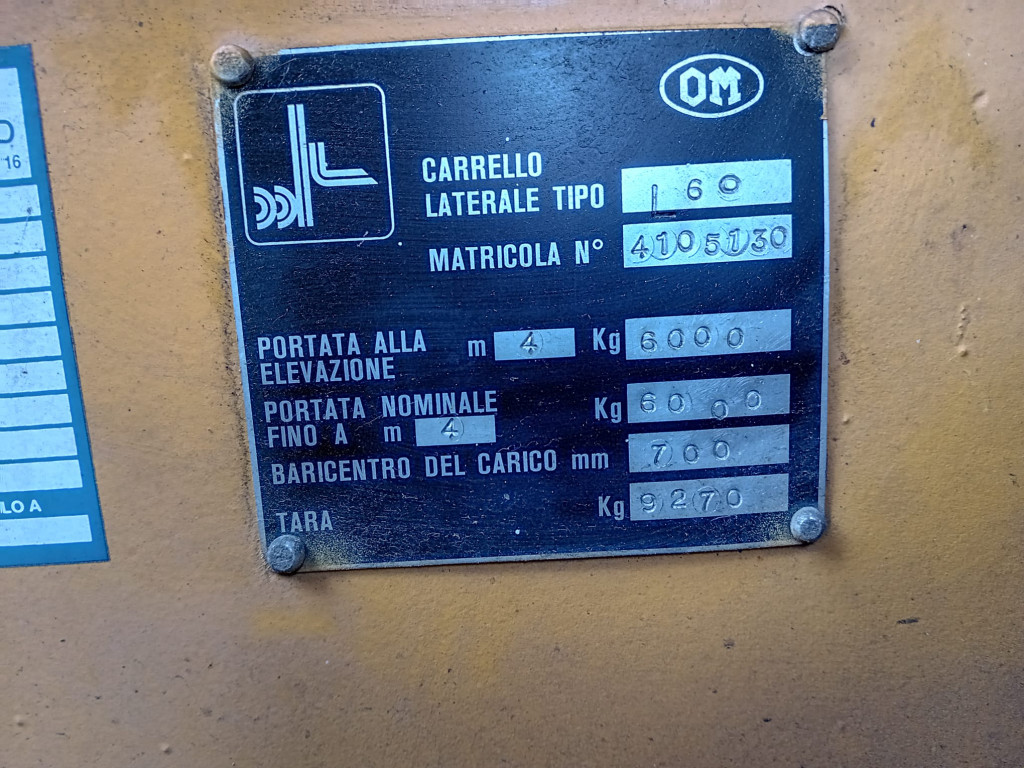 OM
CARRELLO
LATERALE TIPO L 60
MATRICOLA N° 4105130
PORTATA ALLA
ELEVAZIONE m 4 Kg 6000
PORTATA NOMINALE
FINO A m 4 Kg 6000
BARICENTRO DEL CARICO mm 700
TARA Kg 9270
16